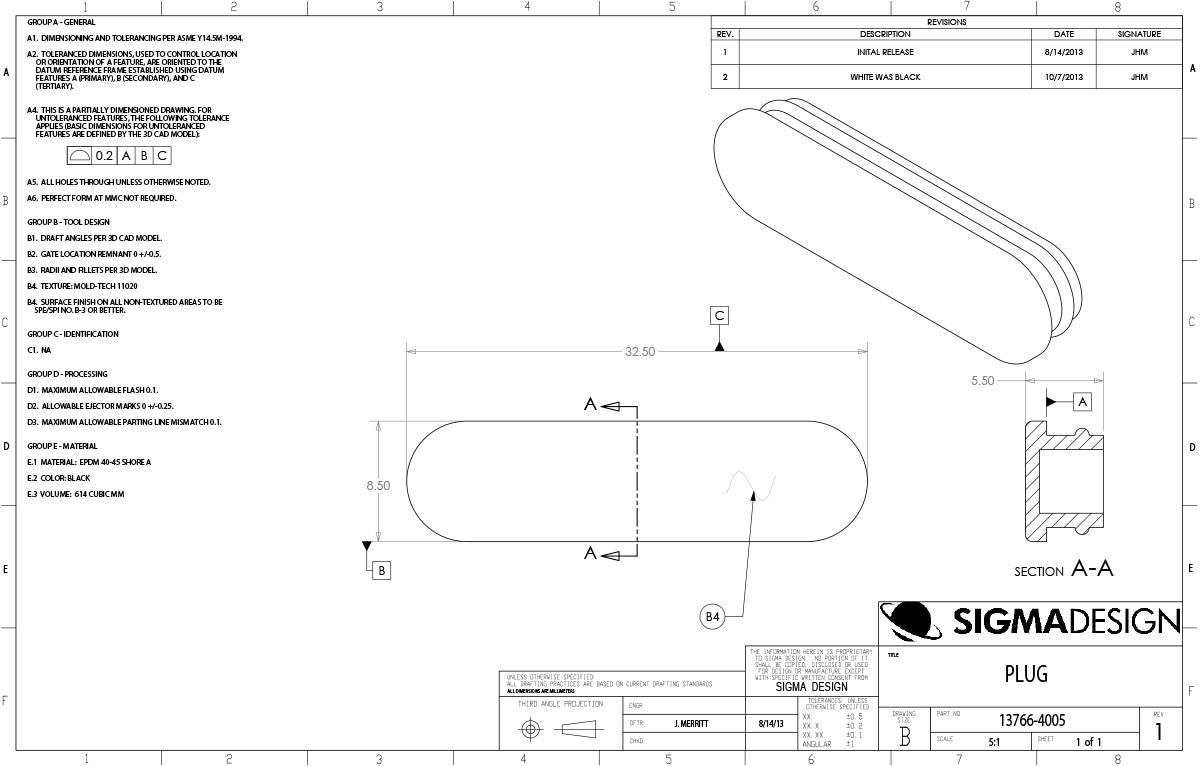 1 2 3 4 5 6 7 8
A
B
C
D
E
F
A
B
C
D
E
F
GROUP A - GENERAL
A1. DIMENSIONING AND TOLERANCING PER ASME Y14.5M-1994.
A2. TOLERANCED DIMENSIONS, USED TO CONTROL LOCATION
OR ORIENTATION OF A FEATURE, ARE ORIENTED TO THE
DATUM REFERENCE FRAME ESTABLISHED USING DATUM
FEATURES A (PRIMARY), B (SECONDARY), AND C
(TERTIARY).
A4. THIS IS A PARTIALLY DIMENSIONED DRAWING. FOR
UNTOLERANCED FEATURES, THE FOLLOWING TOLERANCE
APPLIES (BASIC DIMENSIONS FOR UNTOLERANCED
FEATURES ARE DEFINED BY THE 3D CAD MODEL):
0.2 A B C
A5. ALL HOLES THROUGH UNLESS OTHERWISE NOTED.
A6. PERFECT FORM AT MMC NOT REQUIRED.
GROUP B - TOOL DESIGN
B1. DRAFT ANGLES PER 3D CAD MODEL.
B2. GATE LOCATION REMNANT 0 +/-0.5.
B3. RADII AND FILLETS PER 3D MODEL.
B4. TEXTURE: MOLD-TECH 11020
B4. SURFACE FINISH ON ALL NON-TEXTURED AREAS TO BE
SPE/SPI NO. B-3 OR BETTER.
GROUP C - IDENTIFICATION
C1. NA
GROUP D - PROCESSING
D1. MAXIMUM ALLOWABLE FLASH 0.1.
D2. ALLOWABLE EJECTOR MARKS 0 +/-0.25.
D3. MAXIMUM ALLOWABLE PARTING LINE MISMATCH 0.1.
GROUP E - MATERIAL
E.1 MATERIAL: EPDM 40-45 SHORE A
E.2 COLOR: BLACK
E.3 VOLUME: 614 CUBIC MM
REVISIONS
REV. DESCRIPTION DATE SIGNATURE
1 INITAL RELEASE 8/14/2013 JHM
2 WHITE WAS BLACK 10/7/2013 JHM
C
32.50
A
8.50
A
B
B4
5.50
A
SECTION A-A
SIGMADESIGN
TITLE
PLUG
DRAWING
SIZE
B
PART NO
13766-4005
REV
1
SCALE
5:1
SHEET
1 of 1
THE INFORMATION HEREIN IS PROPRIETARY
TO SIGMA DESIGN. NO PORTION OF IT
SHALL BE COPIED, DISCLOSED OR USED
FOR DESIGN OR MANUFACTURE EXCEPT
WITH SPECIFIC WRITTEN CONSENT FROM
SIGMA DESIGN
TOLERANCES: UNLESS
OTHERWISE SPECIFIED
XX. ±0.5
XX.X ±0.2
XX.XX ±0.1
ANGULAR ±1
UNLESS OTHERWISE SPECIFIED:
ALL DRAFTING PRACTICES ARE BASED ON CURRENT DRAFTING STANDARDS
ALL DIMENSIONS ARE MILLIMETERS
THIRD ANGLE PROJECTION
ENGR
DFTR J. MERRITT 8/14/13
CHKD
1 2 3 4 5 6 7 8